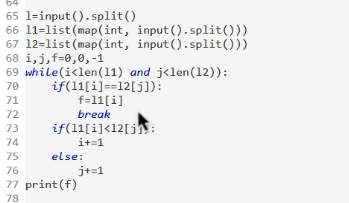 64
65 l=input().split()
66 l1=list(map(int, input().split()))
67 l2=list(map(int, input().split()))
68 i,j,f=0,0,-1
69 while(i<len(l1) and j<len(l2)):
70     if(l1[i]==l2[j]):
71         f=l1[i]
72         break
73     if(l1[i]<l2[j]):
74         i+=1
75     else:
76         j+=1
77 print(f)
78